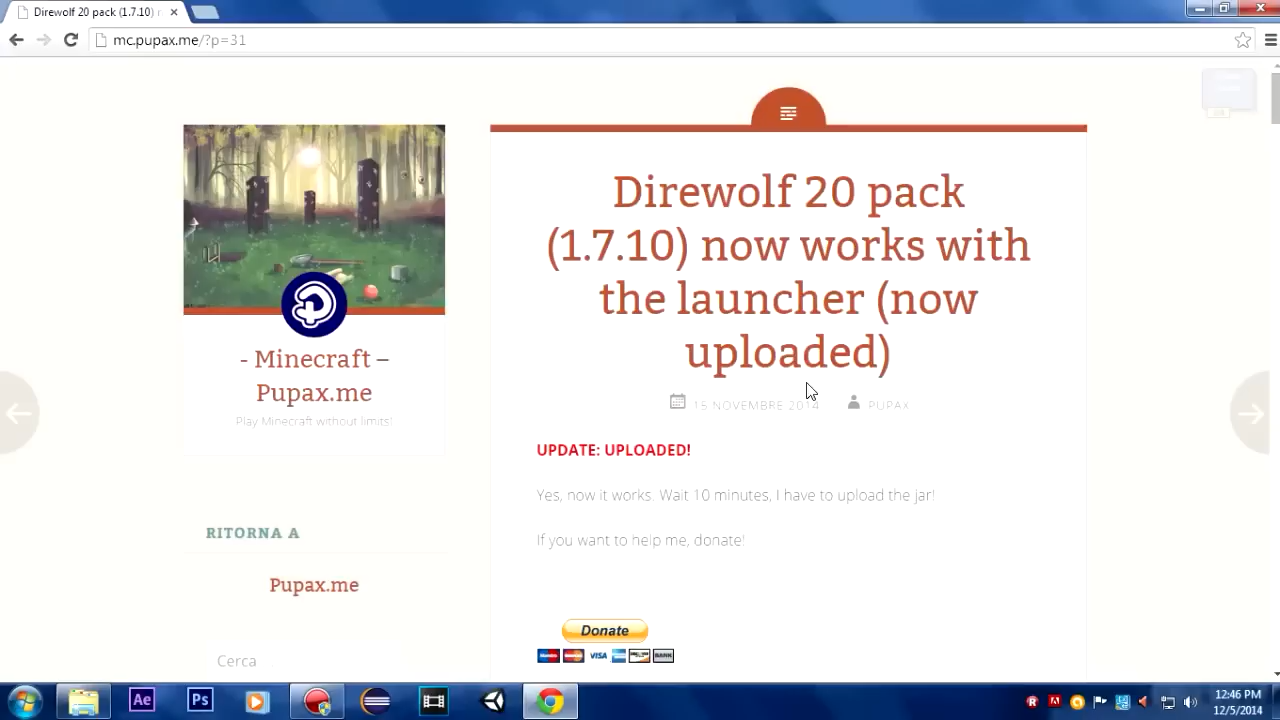 Direwolf 20 pack (1.7.10) r
mc.pupax.me/?p=31
Direwolf 20 pack
(1.7.10) now works with
the launcher (now
uploaded)
15 NOVEMBRE 2014
PUPAX
- Minecraft –
Pupax.me
Play Minecraft without limits!
UPDATE: UPLOADED!
Yes, now it works. Wait 10 minutes, I have to upload the jar!
If you want to help me, donate!
RITORNA A
Pupax.me
Cerca
Donate
VISA
BANK
Ae
Ps
12:46 PM
12/5/2014